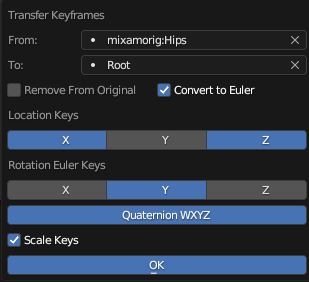 Transfer Keyframes
From: mixamorig:Hips
To: Root
Remove From Original Convert to Euler
Location Keys
X Y Z
Rotation Euler Keys
X Y Z
Quaternion WXYZ
Scale Keys
OK